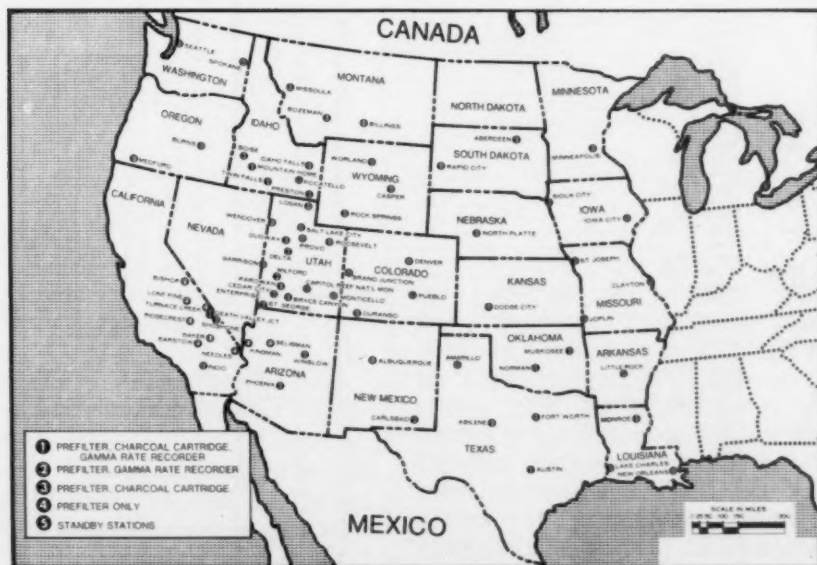 CANADA
SEATTLE
SPOKANE
WASHINGTON
MONTANA
MISSOULA
BOZEMAN
BILLINGS
NORTH DAKOTA
MINNESOTA
MINNEAPOLIS
OREGON
BURNS
MEDFORD
IDAHO
BOISE
IDAHO FALLS
MOUNTAIN HOME
POCATELLO
TWIN FALLS
PRESTON
ABERDEEN
SOUTH DAKOTA
RAPID CITY
WORLAND
WYOMING
CASPER
ROCK SPRINGS
SIOUX CITY
IOWA
IOWA CITY
NEBRASKA
NORTH PLATTE
CALIFORNIA
NEVADA
LOGAN
WENDOVER
SALT LAKE CITY
DUGWAY
ROOSEVELT
PROVO
DELTA
UTAH
GARRISON
MILFORD
PAROWAN
CAPITOL REEF NAT'L MON
CEDAR CITY
ENTERPRISE
BRYCE CANYON
MONTICELLO
ST. GEORGE
DENVER
COLORADO
GRAND JUNCTION
PUEBLO
DURANGO
KANSAS
DODGE CITY
ST. JOSEPH
CLAYTON
MISSOURI
JOPLIN
BISHOP
LONE PINE
FURNACE CREEK
DEATH VALLEY JCT
RIDGECREST
SHOSHONE
BAKER
BARSTOW
NEEDLES
INDIO
SELIGMAN
KINGMAN
WINSLOW
ARIZONA
PHOENIX
ALBUQUERQUE
NEW MEXICO
CARLSBAD
OKLAHOMA
MUSKOGEE
NORMAN
AMARILLO
ARKANSAS
LITTLE ROCK
ABILENE
FORT WORTH
TEXAS
AUSTIN
MONROE
LOUISIANA
LAKE CHARLES
NEW ORLEANS
MEXICO
1 PREFILTER, CHARCOAL CARTRIDGE,
GAMMA RATE RECORDER
2 PREFILTER, GAMMA RATE RECORDER
3 PREFILTER, CHARCOAL CARTRIDGE
4 PREFILTER ONLY
5 STANDBY STATIONS
SCALE IN MILES